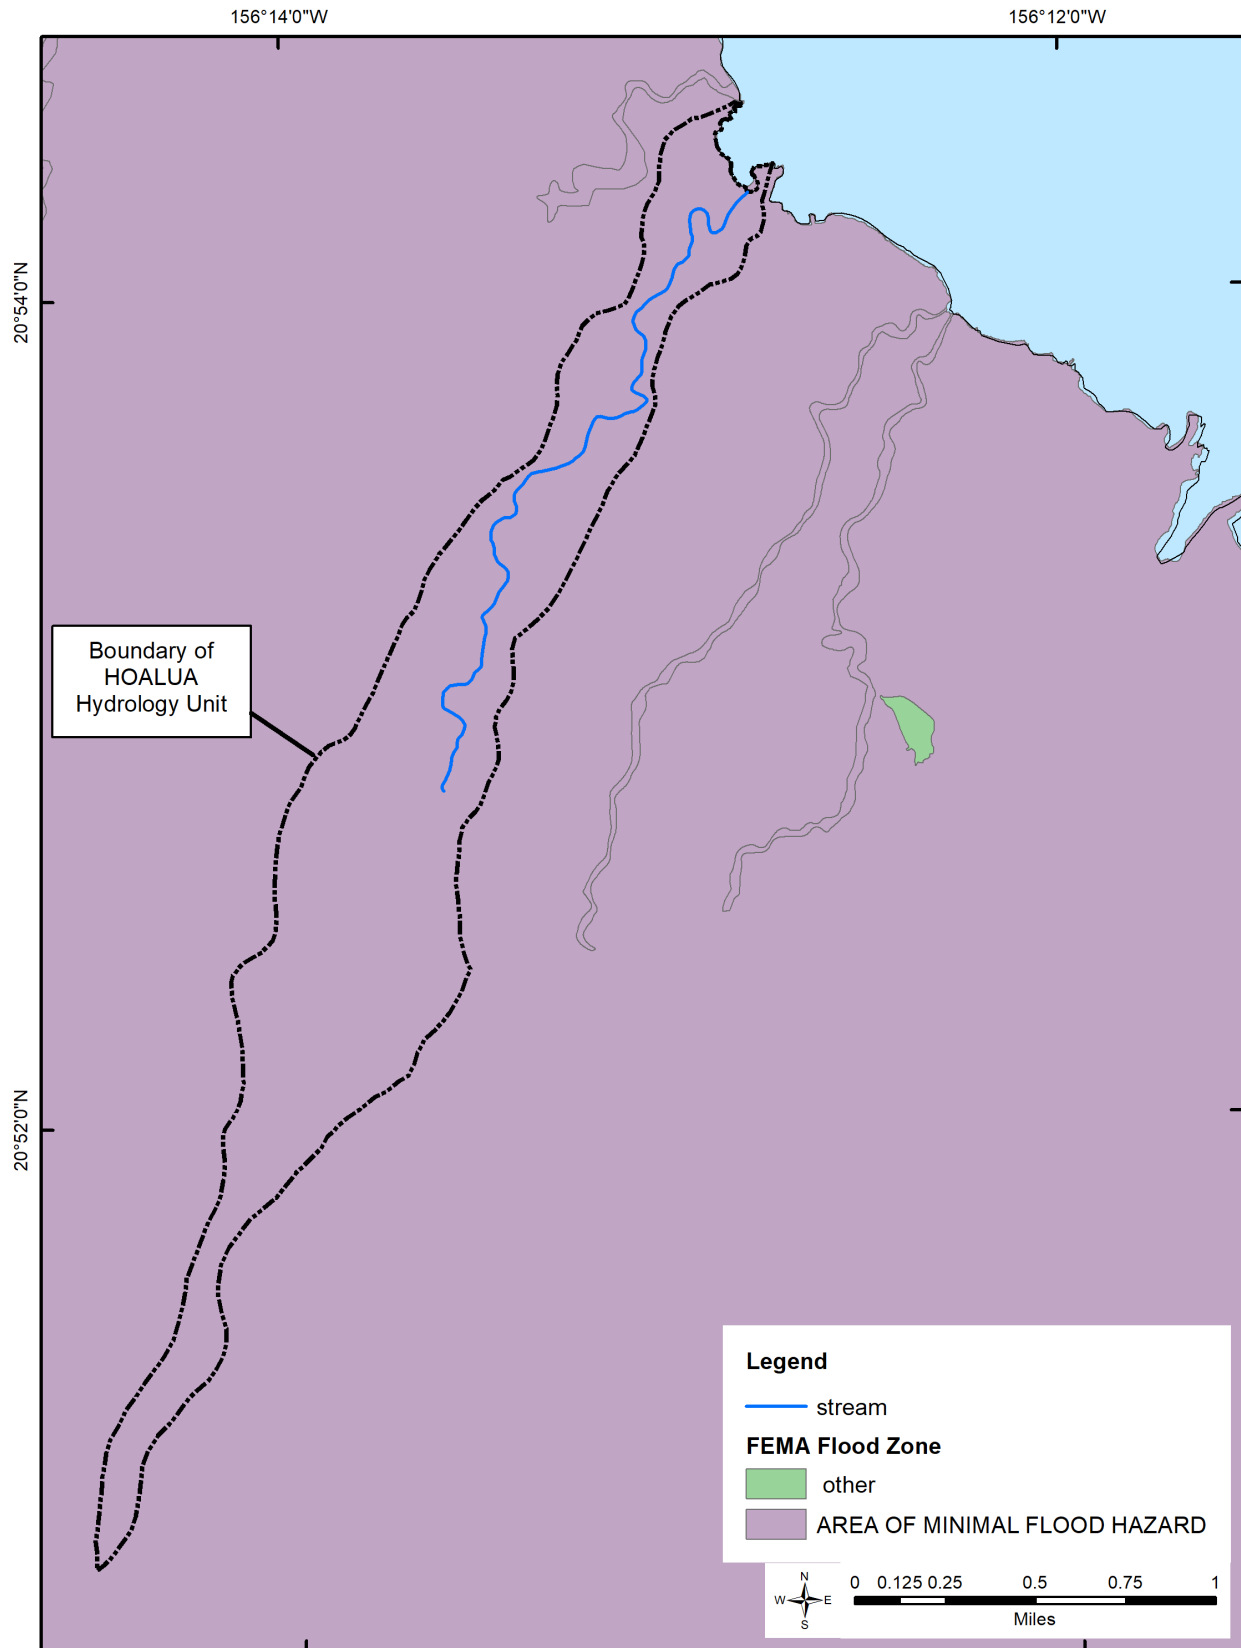 156°14'0"W
156°12'0"W
20°54'0"N
Boundary of
HOALUA
Hydrology Unit
20°52'0"N
Legend
stream
FEMA Flood Zone
other
AREA OF MINIMAL FLOOD HAZARD
N
W E
S
0 0.125 0.25 0.5 0.75 1
Miles